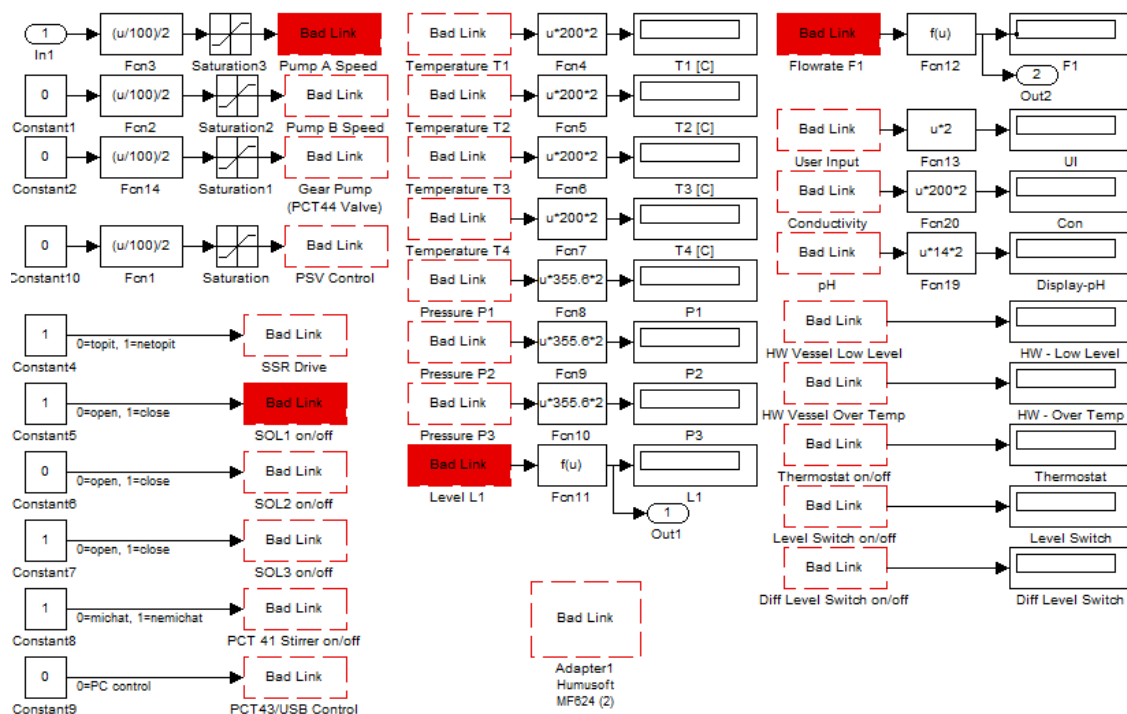 1
In1
(u/100)/2
Fcn3
Saturation3
Bad Link
Pump A Speed
0
Constant1
(u/100)/2
Fcn2
Saturation2
Bad Link
Pump B Speed
0
Constant2
(u/100)/2
Fcn14
Saturation1
Bad Link
Gear Pump
(PCT44 Valve)
0
Constant10
(u/100)/2
Fcn1
Saturation
Bad Link
PSV Control
1
Constant4
0=topit, 1=netopit
Bad Link
SSR Drive
1
Constant5
0=open, 1=close
Bad Link
SOL1 on/off
0
Constant6
0=open, 1=close
Bad Link
SOL2 on/off
1
Constant7
0=open, 1=close
Bad Link
SOL3 on/off
1
Constant8
0=michat, 1=nemichat
Bad Link
PCT 41 Stirrer on/off
0
Constant9
0=PC control
Bad Link
PCT43/USB Control
Bad Link
Temperature T1
u*200*2
Fcn4
T1 [C]
Bad Link
Temperature T2
u*200*2
Fcn5
T2 [C]
Bad Link
Temperature T3
u*200*2
Fcn6
T3 [C]
Bad Link
Temperature T4
u*200*2
Fcn7
T4 [C]
Bad Link
Pressure P1
u*355.6*2
Fcn8
P1
Bad Link
Pressure P2
u*355.6*2
Fcn9
P2
Bad Link
Pressure P3
u*355.6*2
Fcn10
P3
Bad Link
Level L1
f(u)
Fcn11
L1
1
Out1
Bad Link
Adapter1
Humusoft
MF624 (2)
Bad Link
Flowrate F1
f(u)
Fcn12
F1
2
Out2
Bad Link
User Input
u*2
Fcn13
UI
Bad Link
Conductivity
u*200*2
Fcn20
Con
Bad Link
pH
u*14*2
Fcn19
Display-pH
Bad Link
HW Vessel Low Level
HW - Low Level
Bad Link
HW Vessel Over Temp
HW - Over Temp
Bad Link
Thermostat on/off
Thermostat
Bad Link
Level Switch on/off
Level Switch
Bad Link
Diff Level Switch on/off
Diff Level Switch